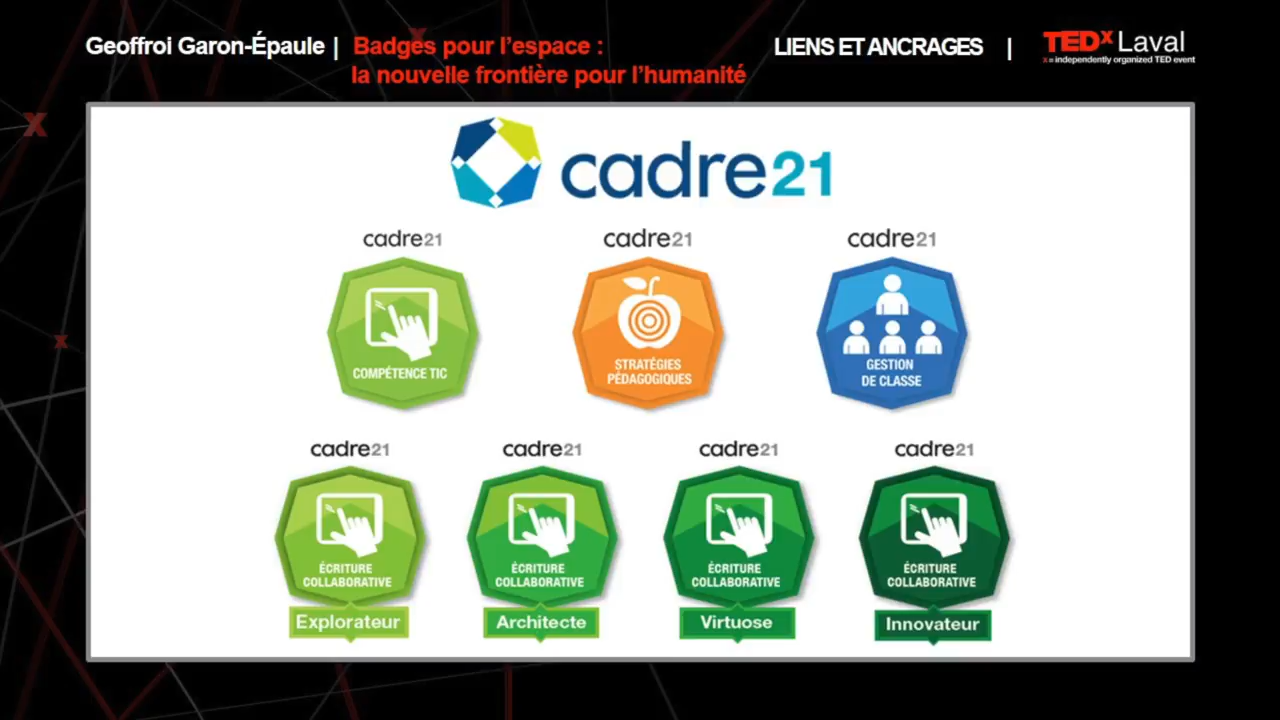 Geoffroi Garon-Épaule | Badges pour l'espace :
la nouvelle frontière pour l'humanité
LIENS ET ANCRAGES |
TEDx Laval
x = independently organized TED event
cadre21
cadre21
cadre21
cadre21
COMPÉTENCE TIC
STRATÉGIES
PÉDAGOGIQUES
GESTION
DE CLASSE
cadre21
cadre21
cadre21
cadre21
ÉCRITURE
COLLABORATIVE
Explorateur
ÉCRITURE
COLLABORATIVE
Architecte
ÉCRITURE
COLLABORATIVE
Virtuose
ÉCRITURE
COLLABORATIVE
Innovateur